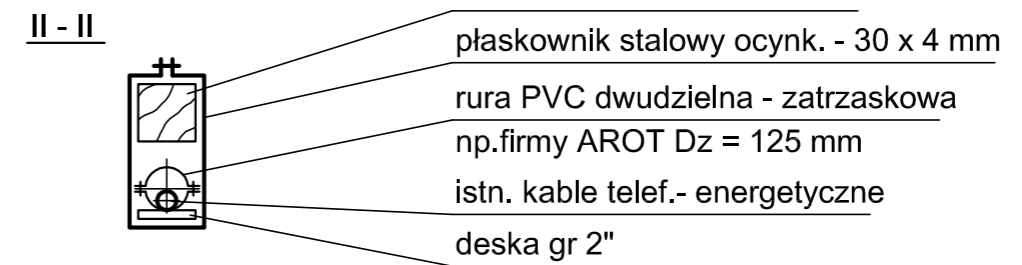 II - II
płaskownik stalowy ocynk. - 30 x 4 mm
rura PVC dwudzielna - zatrzaskowa
np.firmy AROT Dz = 125 mm
istn. kable telef.- energetyczne
deska gr 2"